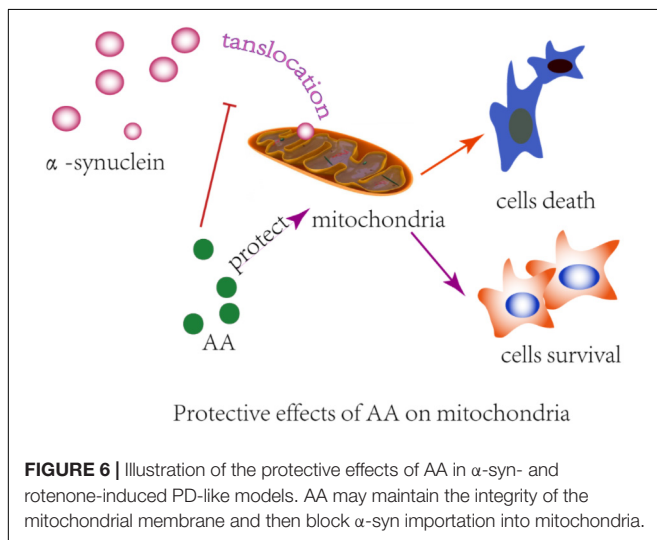 tanslocation
α -synuclein
mitochondria
cells death
protect
AA
cells survival
Protective effects of AA on mitochondria
FIGURE 6 | Illustration of the protective effects of AA in α-syn- and
rotenone-induced PD-like models. AA may maintain the integrity of the
mitochondrial membrane and then block α-syn importation into mitochondria.